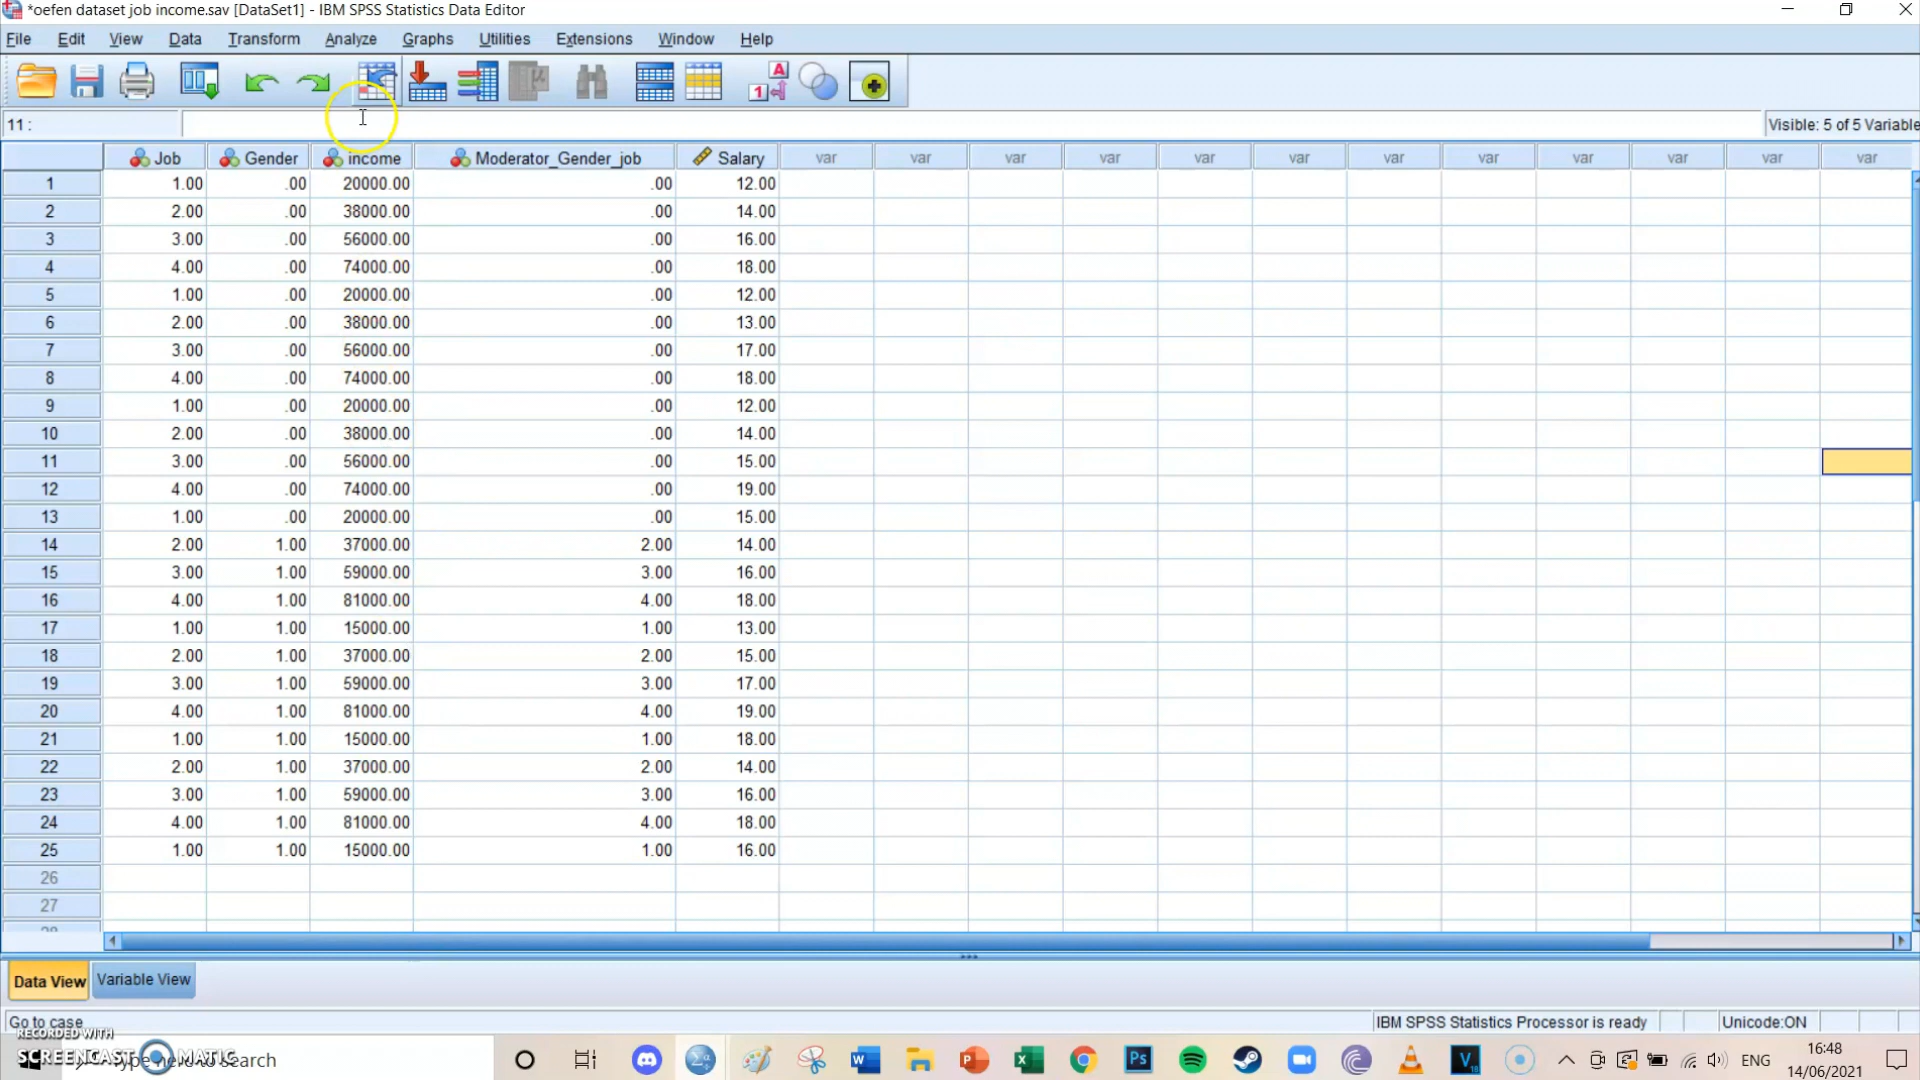 *oefen dataset job income.sav [DataSet1] - IBM SPSS Statistics Data Editor
File Edit View Data Transform Analyze Graphs Utilities Extensions Window Help
11 :
Visible: 5 of 5 Variable
Job Gender income Moderator_Gender_job Salary var var var var var var var var var var var var
1 1.00 .00 20000.00 .00 12.00
2 2.00 .00 38000.00 .00 14.00
3 3.00 .00 56000.00 .00 16.00
4 4.00 .00 74000.00 .00 18.00
5 1.00 .00 20000.00 .00 12.00
6 2.00 .00 38000.00 .00 13.00
7 3.00 .00 56000.00 .00 17.00
8 4.00 .00 74000.00 .00 18.00
9 1.00 .00 20000.00 .00 12.00
10 2.00 .00 38000.00 .00 14.00
11 3.00 .00 56000.00 .00 15.00
12 4.00 .00 74000.00 .00 19.00
13 1.00 .00 20000.00 .00 15.00
14 2.00 1.00 37000.00 2.00 14.00
15 3.00 1.00 59000.00 3.00 16.00
16 4.00 1.00 81000.00 4.00 18.00
17 1.00 1.00 15000.00 1.00 13.00
18 2.00 1.00 37000.00 2.00 15.00
19 3.00 1.00 59000.00 3.00 17.00
20 4.00 1.00 81000.00 4.00 19.00
21 1.00 1.00 15000.00 1.00 18.00
22 2.00 1.00 37000.00 2.00 14.00
23 3.00 1.00 59000.00 3.00 16.00
24 4.00 1.00 81000.00 4.00 18.00
25 1.00 1.00 15000.00 1.00 16.00
26
27
Data View Variable View
Go to case IBM SPSS Statistics Processor is ready Unicode:ON
RECORDED WITH
SCREENCAST MATIC
here to search
ENG
16:48
14/06/2021